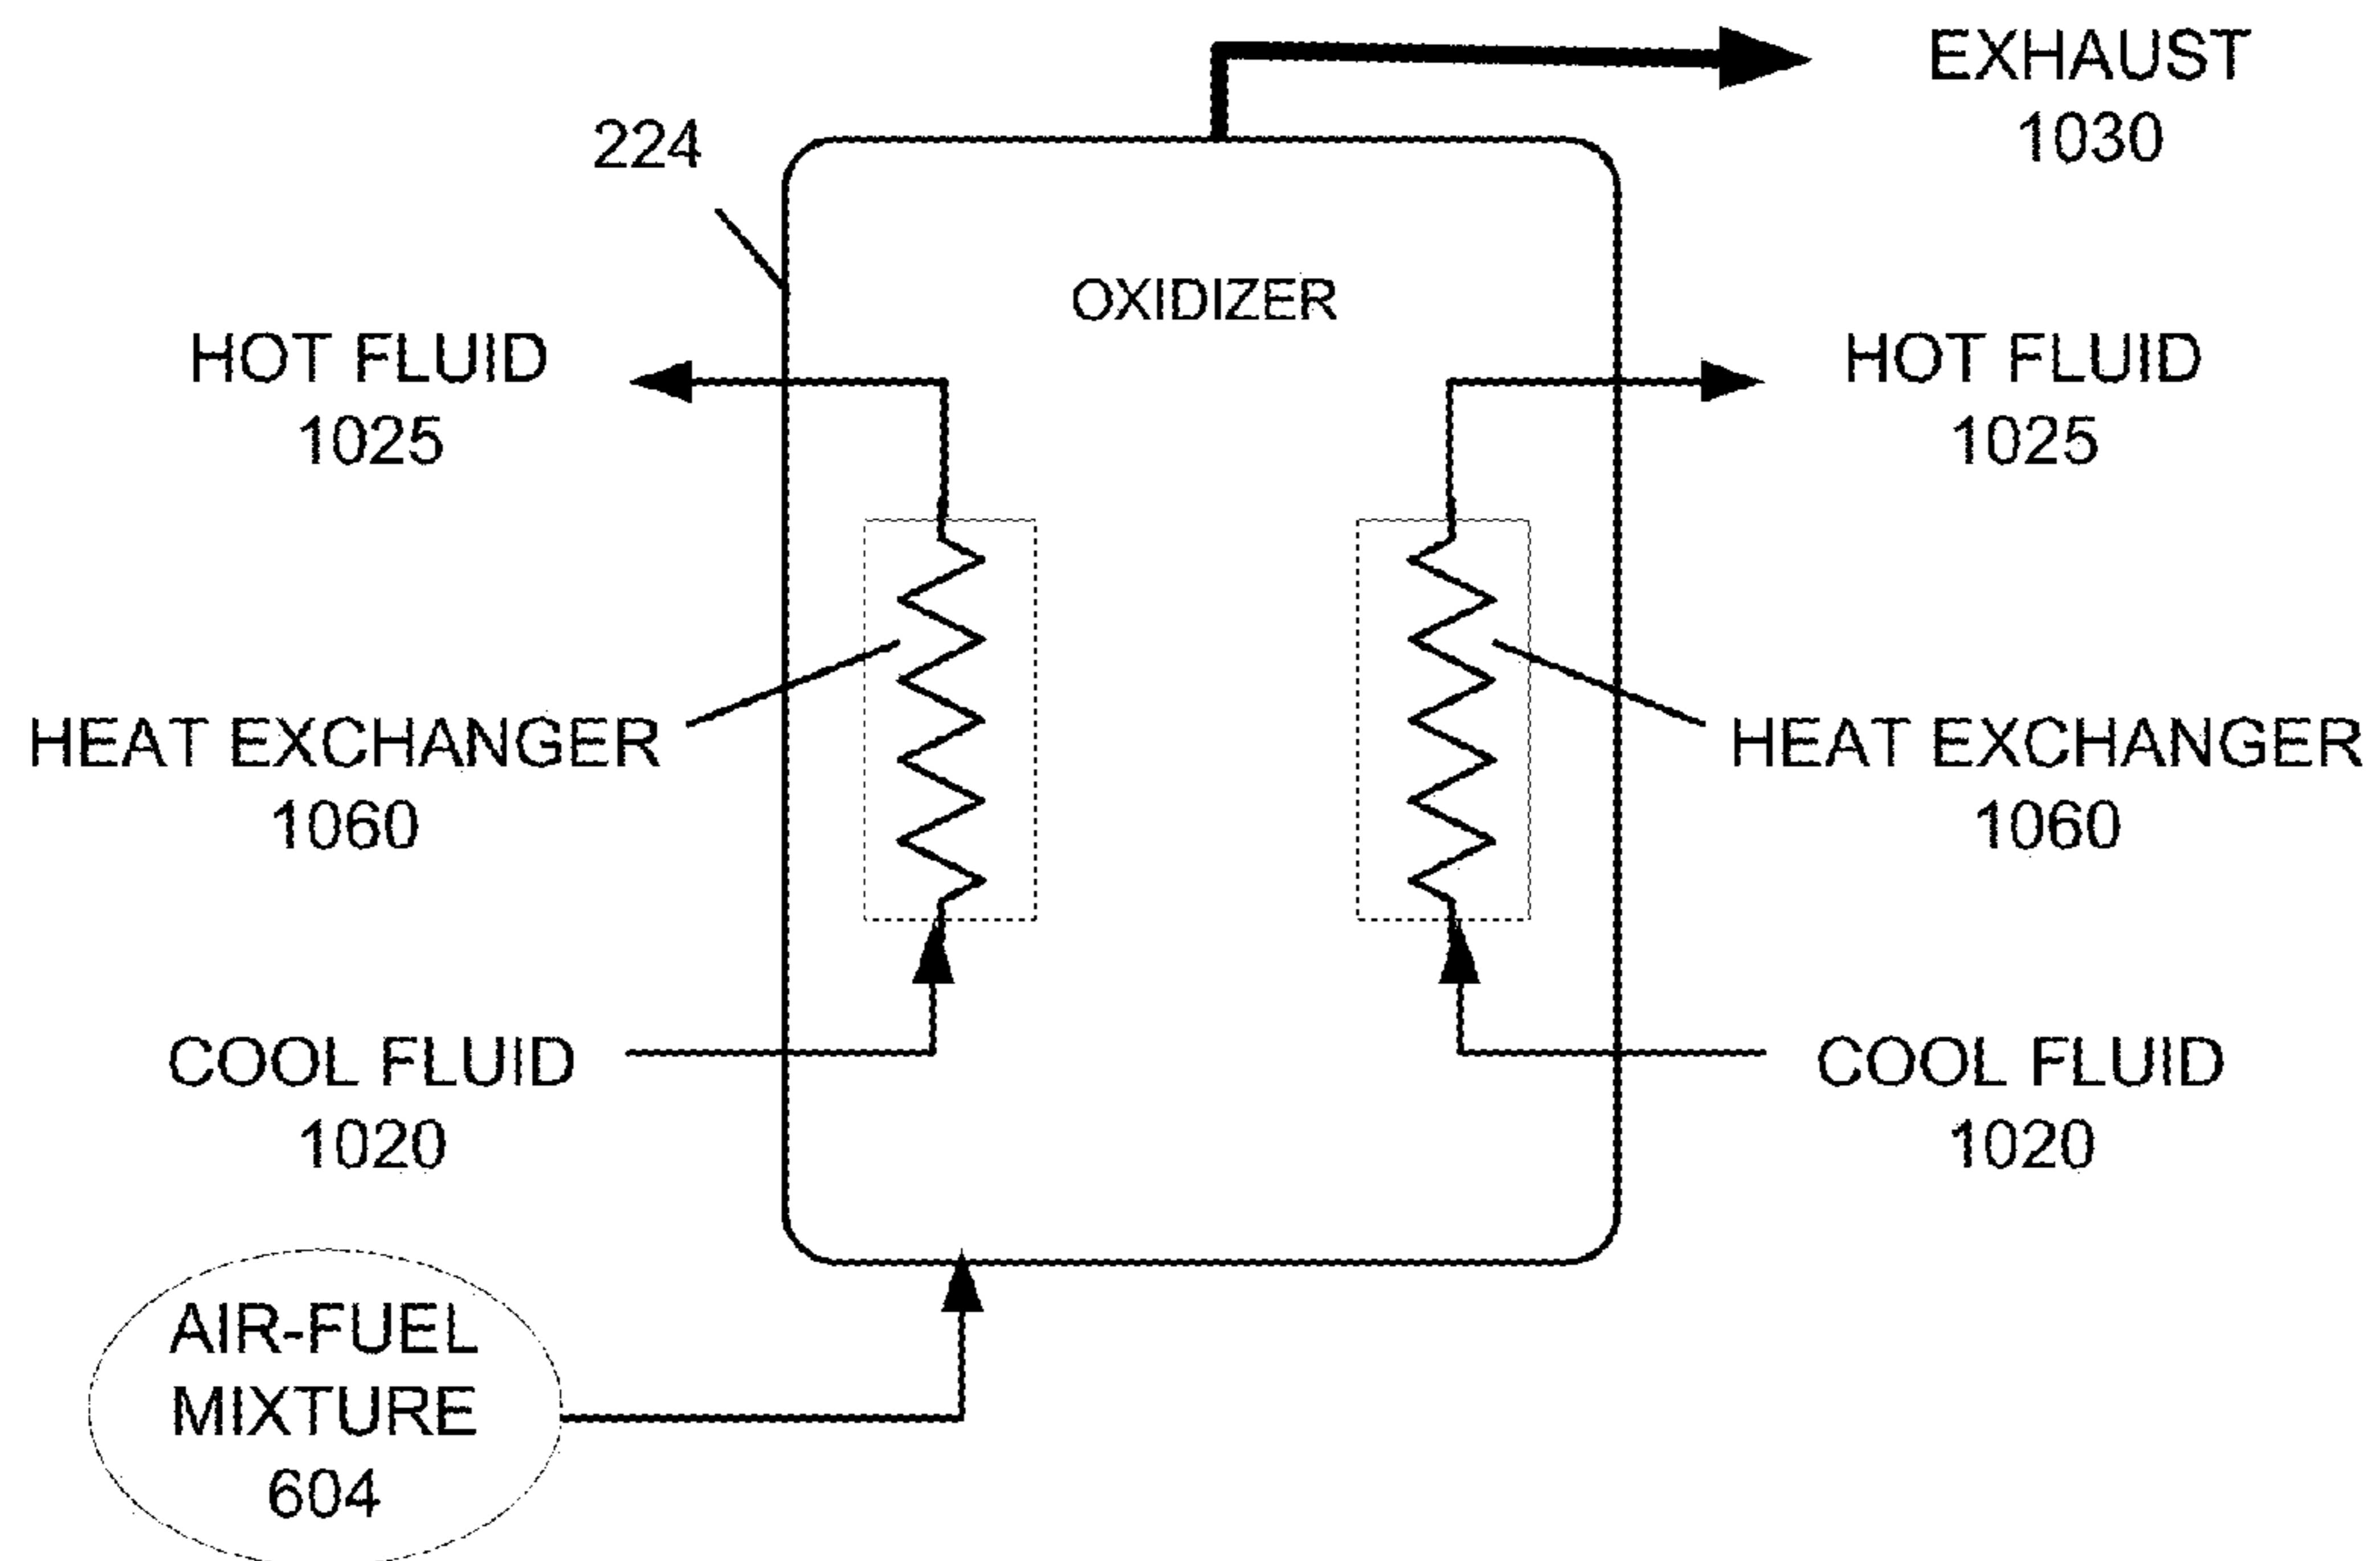 EXHAUST
1030
224
OXIDIZER
HOT FLUID
1025
HOT FLUID
1025
HEAT EXCHANGER
1060
HEAT EXCHANGER
1060
COOL FLUID
1020
COOL FLUID
1020
AIR-FUEL
MIXTURE
604